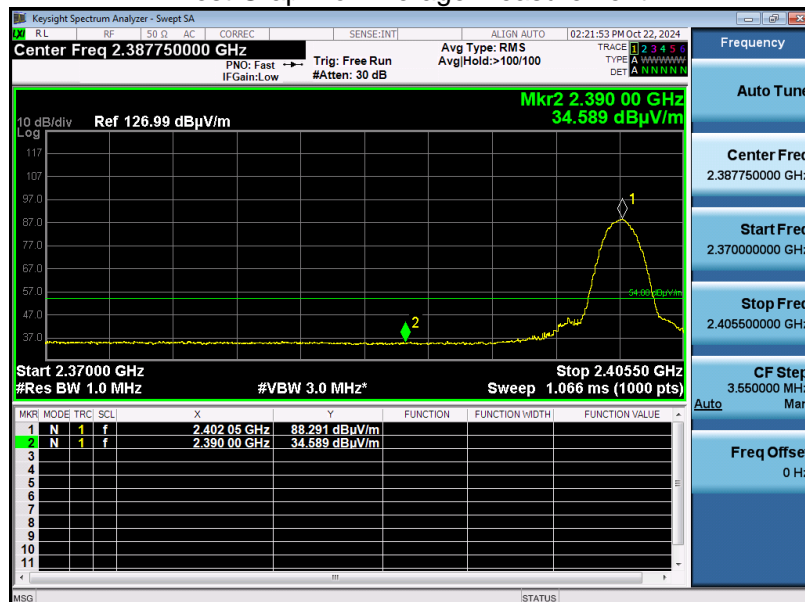 Keysight Spectrum Analyzer - Swept SA
LXI RL RF 50 Ω AC CORREC SENSE:INT ALIGN AUTO 02:21:53 PM Oct 22, 2024
Center Freq 2.387750000 GHz
PNO: Fast
IFGain:Low
Trig: Free Run
#Atten: 30 dB
Avg Type: RMS
Avg|Hold:>100/100
TRACE 1 2 3 4 5 6
TYPE A WWWWW
DET A N N N N N
Mkr2 2.390 00 GHz
34.589 dBµV/m
10 dB/div Ref 126.99 dBµV/m
Log
117
107
97.0
87.0
77.0
67.0
57.0
47.0
37.0
1
2
54.00 dBµV/m
Start 2.37000 GHz Stop 2.40550 GHz
#Res BW 1.0 MHz #VBW 3.0 MHz* Sweep 1.066 ms (1000 pts)
MKR MODE TRC SCL X Y FUNCTION FUNCTION WIDTH FUNCTION VALUE
1 N 1 f 2.402 05 GHz 88.291 dBµV/m
2 N 1 f 2.390 00 GHz 34.589 dBµV/m
3
4
5
6
7
8
9
10
11
MSG STATUS
Frequency
Auto Tune
Center Freq
2.387750000 GHz
Start Freq
2.370000000 GHz
Stop Freq
2.405500000 GHz
CF Step
3.550000 MHz
Auto Man
Freq Offset
0 Hz